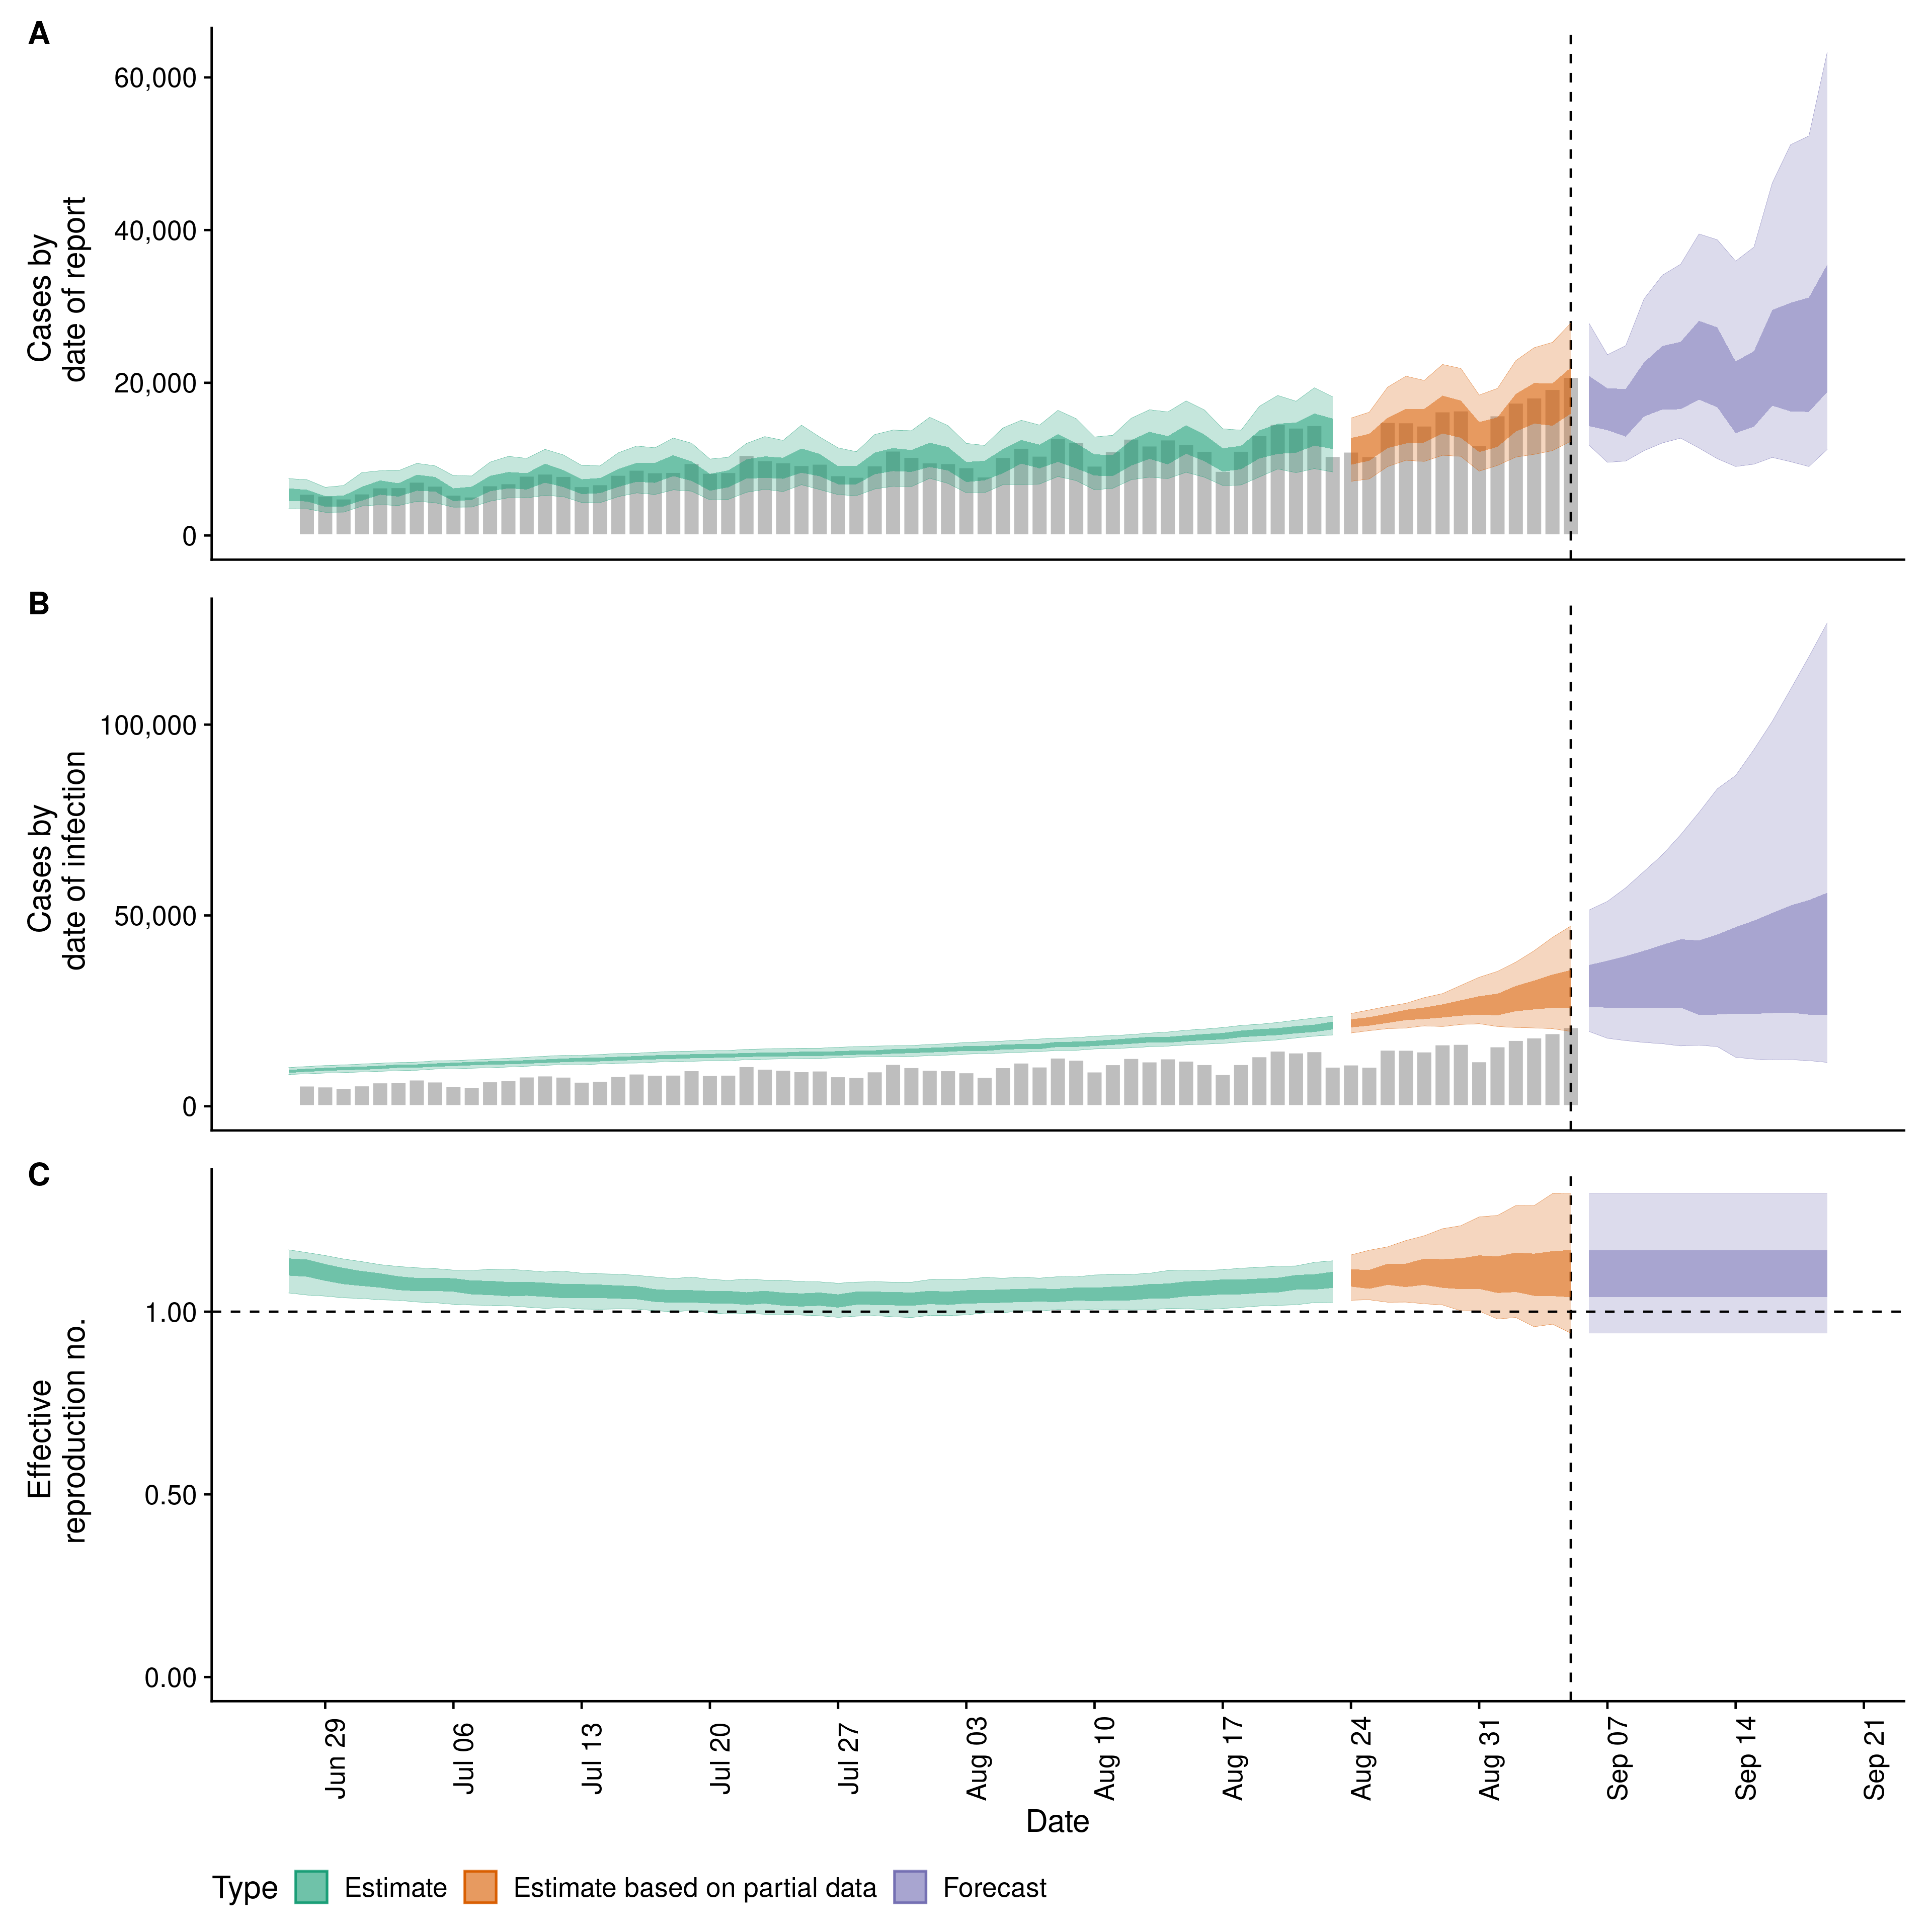 A
Cases by
date of report
60,000
40,000
20,000
0
B
Cases by
date of infection
100,000
50,000
0
C
Effective
reproduction no.
1.00
0.50
0.00
Jun 29
Jul 06
Jul 13
Jul 20
Jul 27
Aug 03
Aug 10
Aug 17
Aug 24
Aug 31
Sep 07
Sep 14
Sep 21
Date
Type Estimate Estimate based on partial data Forecast